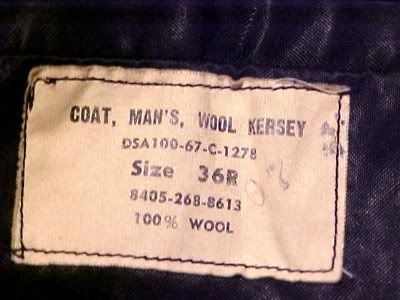 COAT, MAN'S, WOOL KERSEY
DSA100-67-C-1278
Size 36R
8405-268-8613
100% WOOL